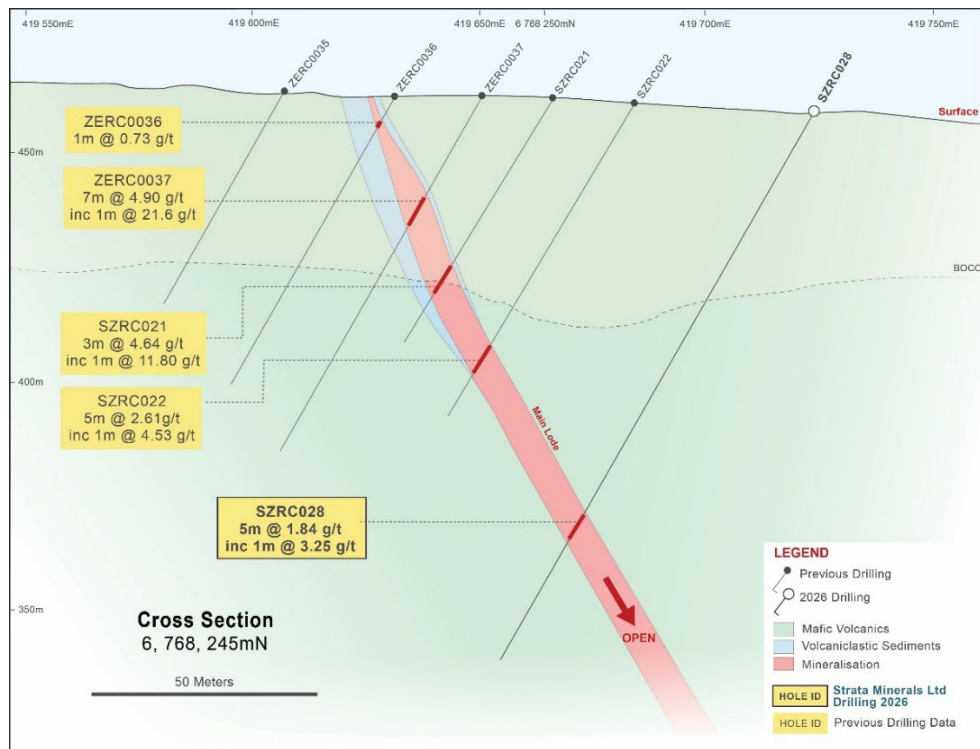 419 550mE
419 600mE
419 650mE
6 768 250mN
419 700mE
419 750mE
ZERC0035
ZERC0036
ZERC0037
SZRC021
SZRC022
SZRC028
Surface
ZERC0036
1m @ 0.73 g/t
450m
ZERC0037
7m @ 4.90 g/t
inc 1m @ 21.6 g/t
BOCO
SZRC021
3m @ 4.64 g/t
inc 1m @ 11.80 g/t
400m
SZRC022
5m @ 2.61g/t
inc 1m @ 4.53 g/t
Main Lode
SZRC028
5m @ 1.84 g/t
inc 1m @ 3.25 g/t
350m
OPEN
Cross Section
6, 768, 245mN
50 Meters
LEGEND
Previous Drilling
2026 Drilling
Mafic Volcanics
Volcaniclastic Sediments
Mineralisation
HOLE ID
Strata Minerals Ltd
Drilling 2026
HOLE ID
Previous Drilling Data